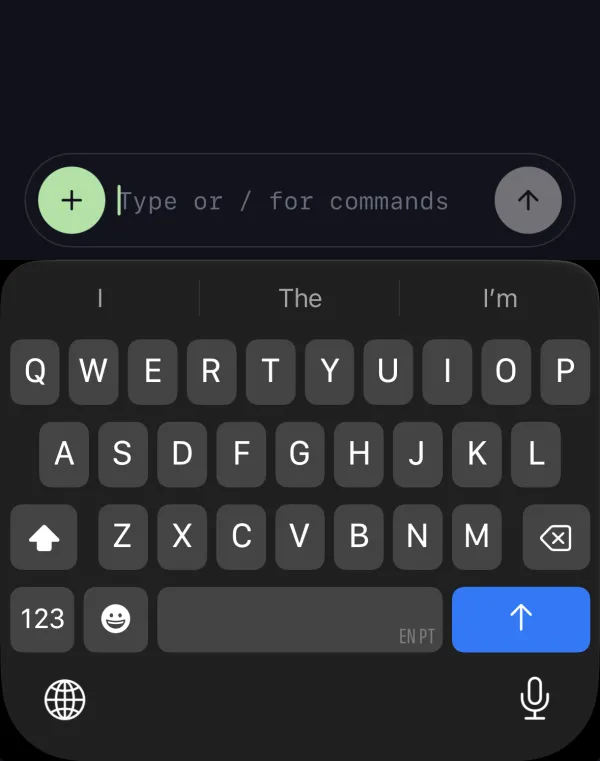 Type or / for commands
I The I’m
Q W E R T Y U I O P
A S D F G H J K L
Z X C V B N M
123 EN PT